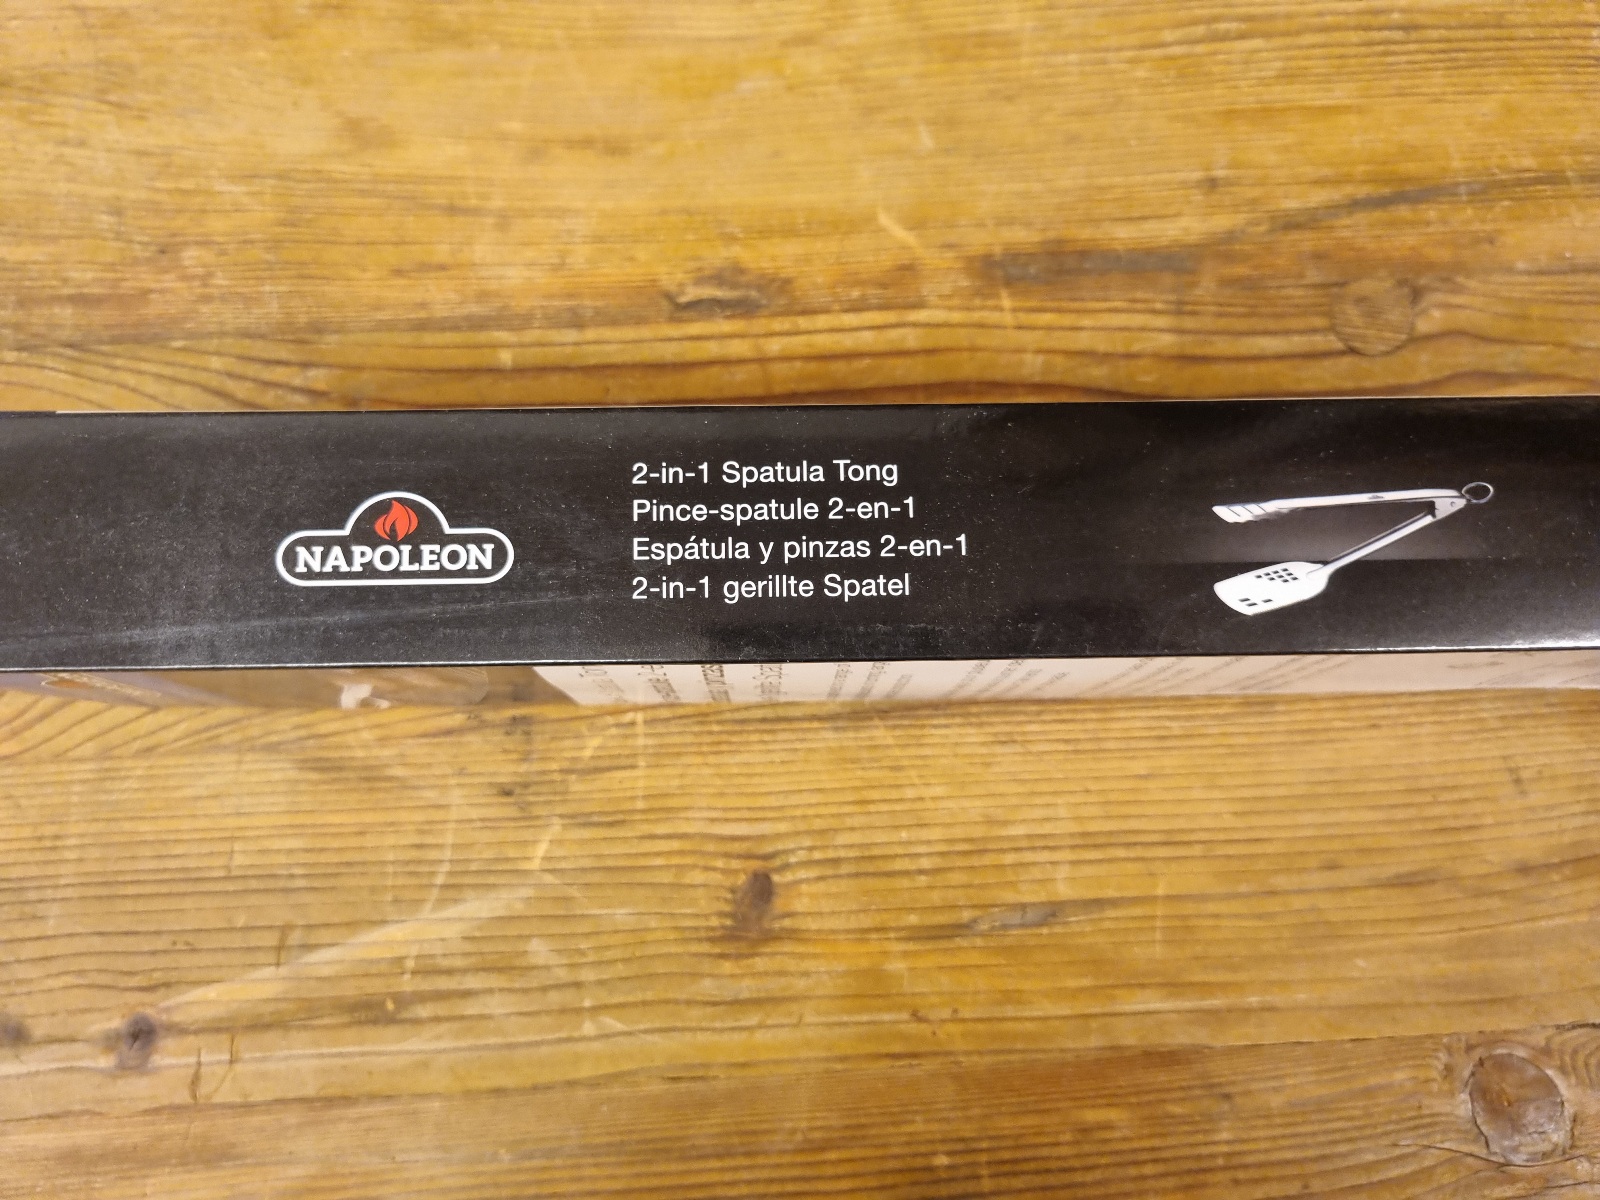 NAPOLEON
2-in-1 Spatula Tong
Pince-spatule 2-en-1
Espátula y pinzas 2-en-1
2-in-1 gerillte Spatel